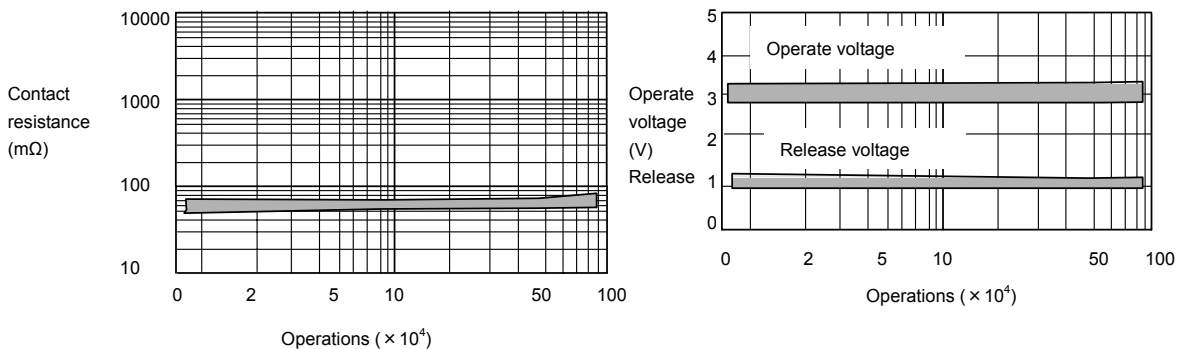 10000
1000
100
10
Contact
resistance
(mΩ)
0 2 5 10 50 100
Operations (×10⁴)
5
4
3
2
1
0
Operate voltage
Release voltage
Operate
voltage
(V)
Release
0 2 5 10 50 100
Operations (×10⁴)